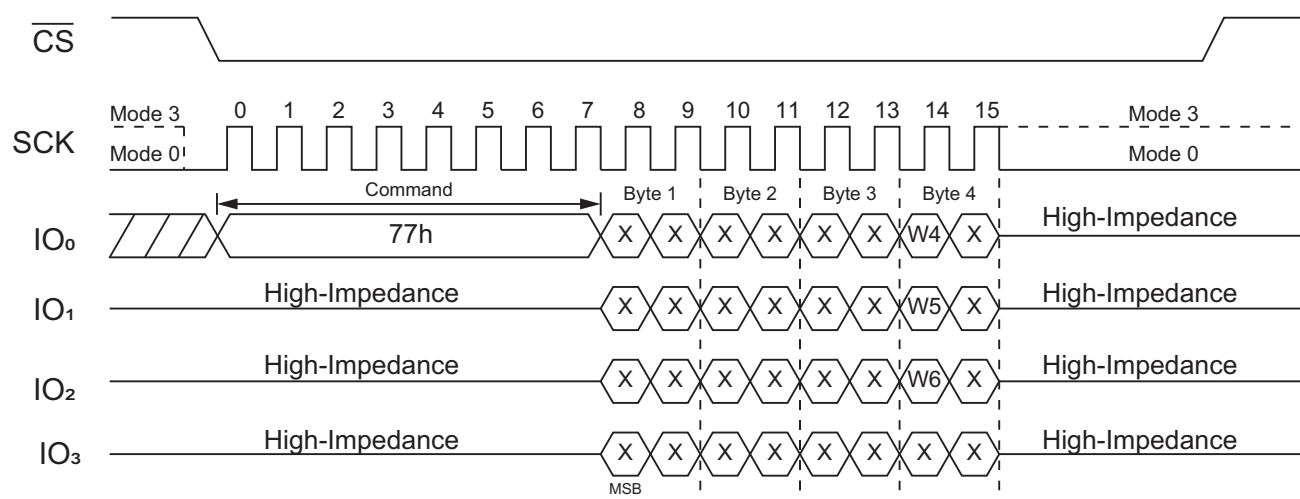 CS
Mode 3 0 1 2 3 4 5 6 7 8 9 10 11 12 13 14 15 Mode 3
SCK
Mode 0 Mode 0
Command Byte 1 Byte 2 Byte 3 Byte 4
IO₀ 77h X X X X X X W4 X High-Impedance
IO₁ High-Impedance X X X X X X W5 X High-Impedance
IO₂ High-Impedance X X X X X X W6 X High-Impedance
IO₃ High-Impedance X X X X X X X X High-Impedance
MSB